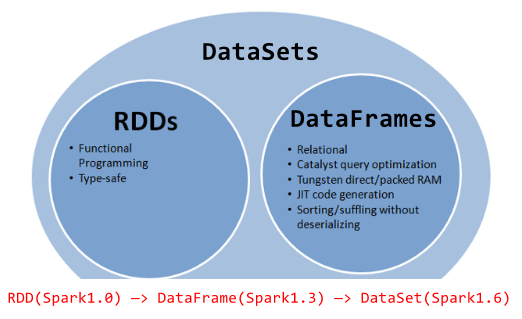 DataSets
RDDs
• Functional
Programming
• Type-safe
DataFrames
• Relational
• Catalyst query optimization
• Tungsten direct/packed RAM
• JIT code generation
• Sorting/suffling without
deserializing
RDD(Spark1.0) —> DataFrame(Spark1.3) —> DataSet(Spark1.6)